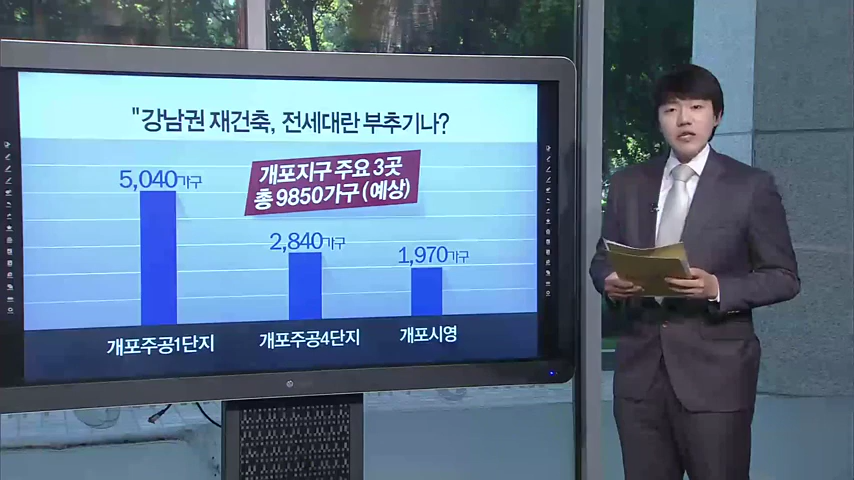 "강남권 재건축, 전세대란 부추기나?
개포지구 주요 3곳
총 9850가구 (예상)
5,040가구
2,840가구
1,970가구
개포주공1단지
개포주공4단지
개포시영